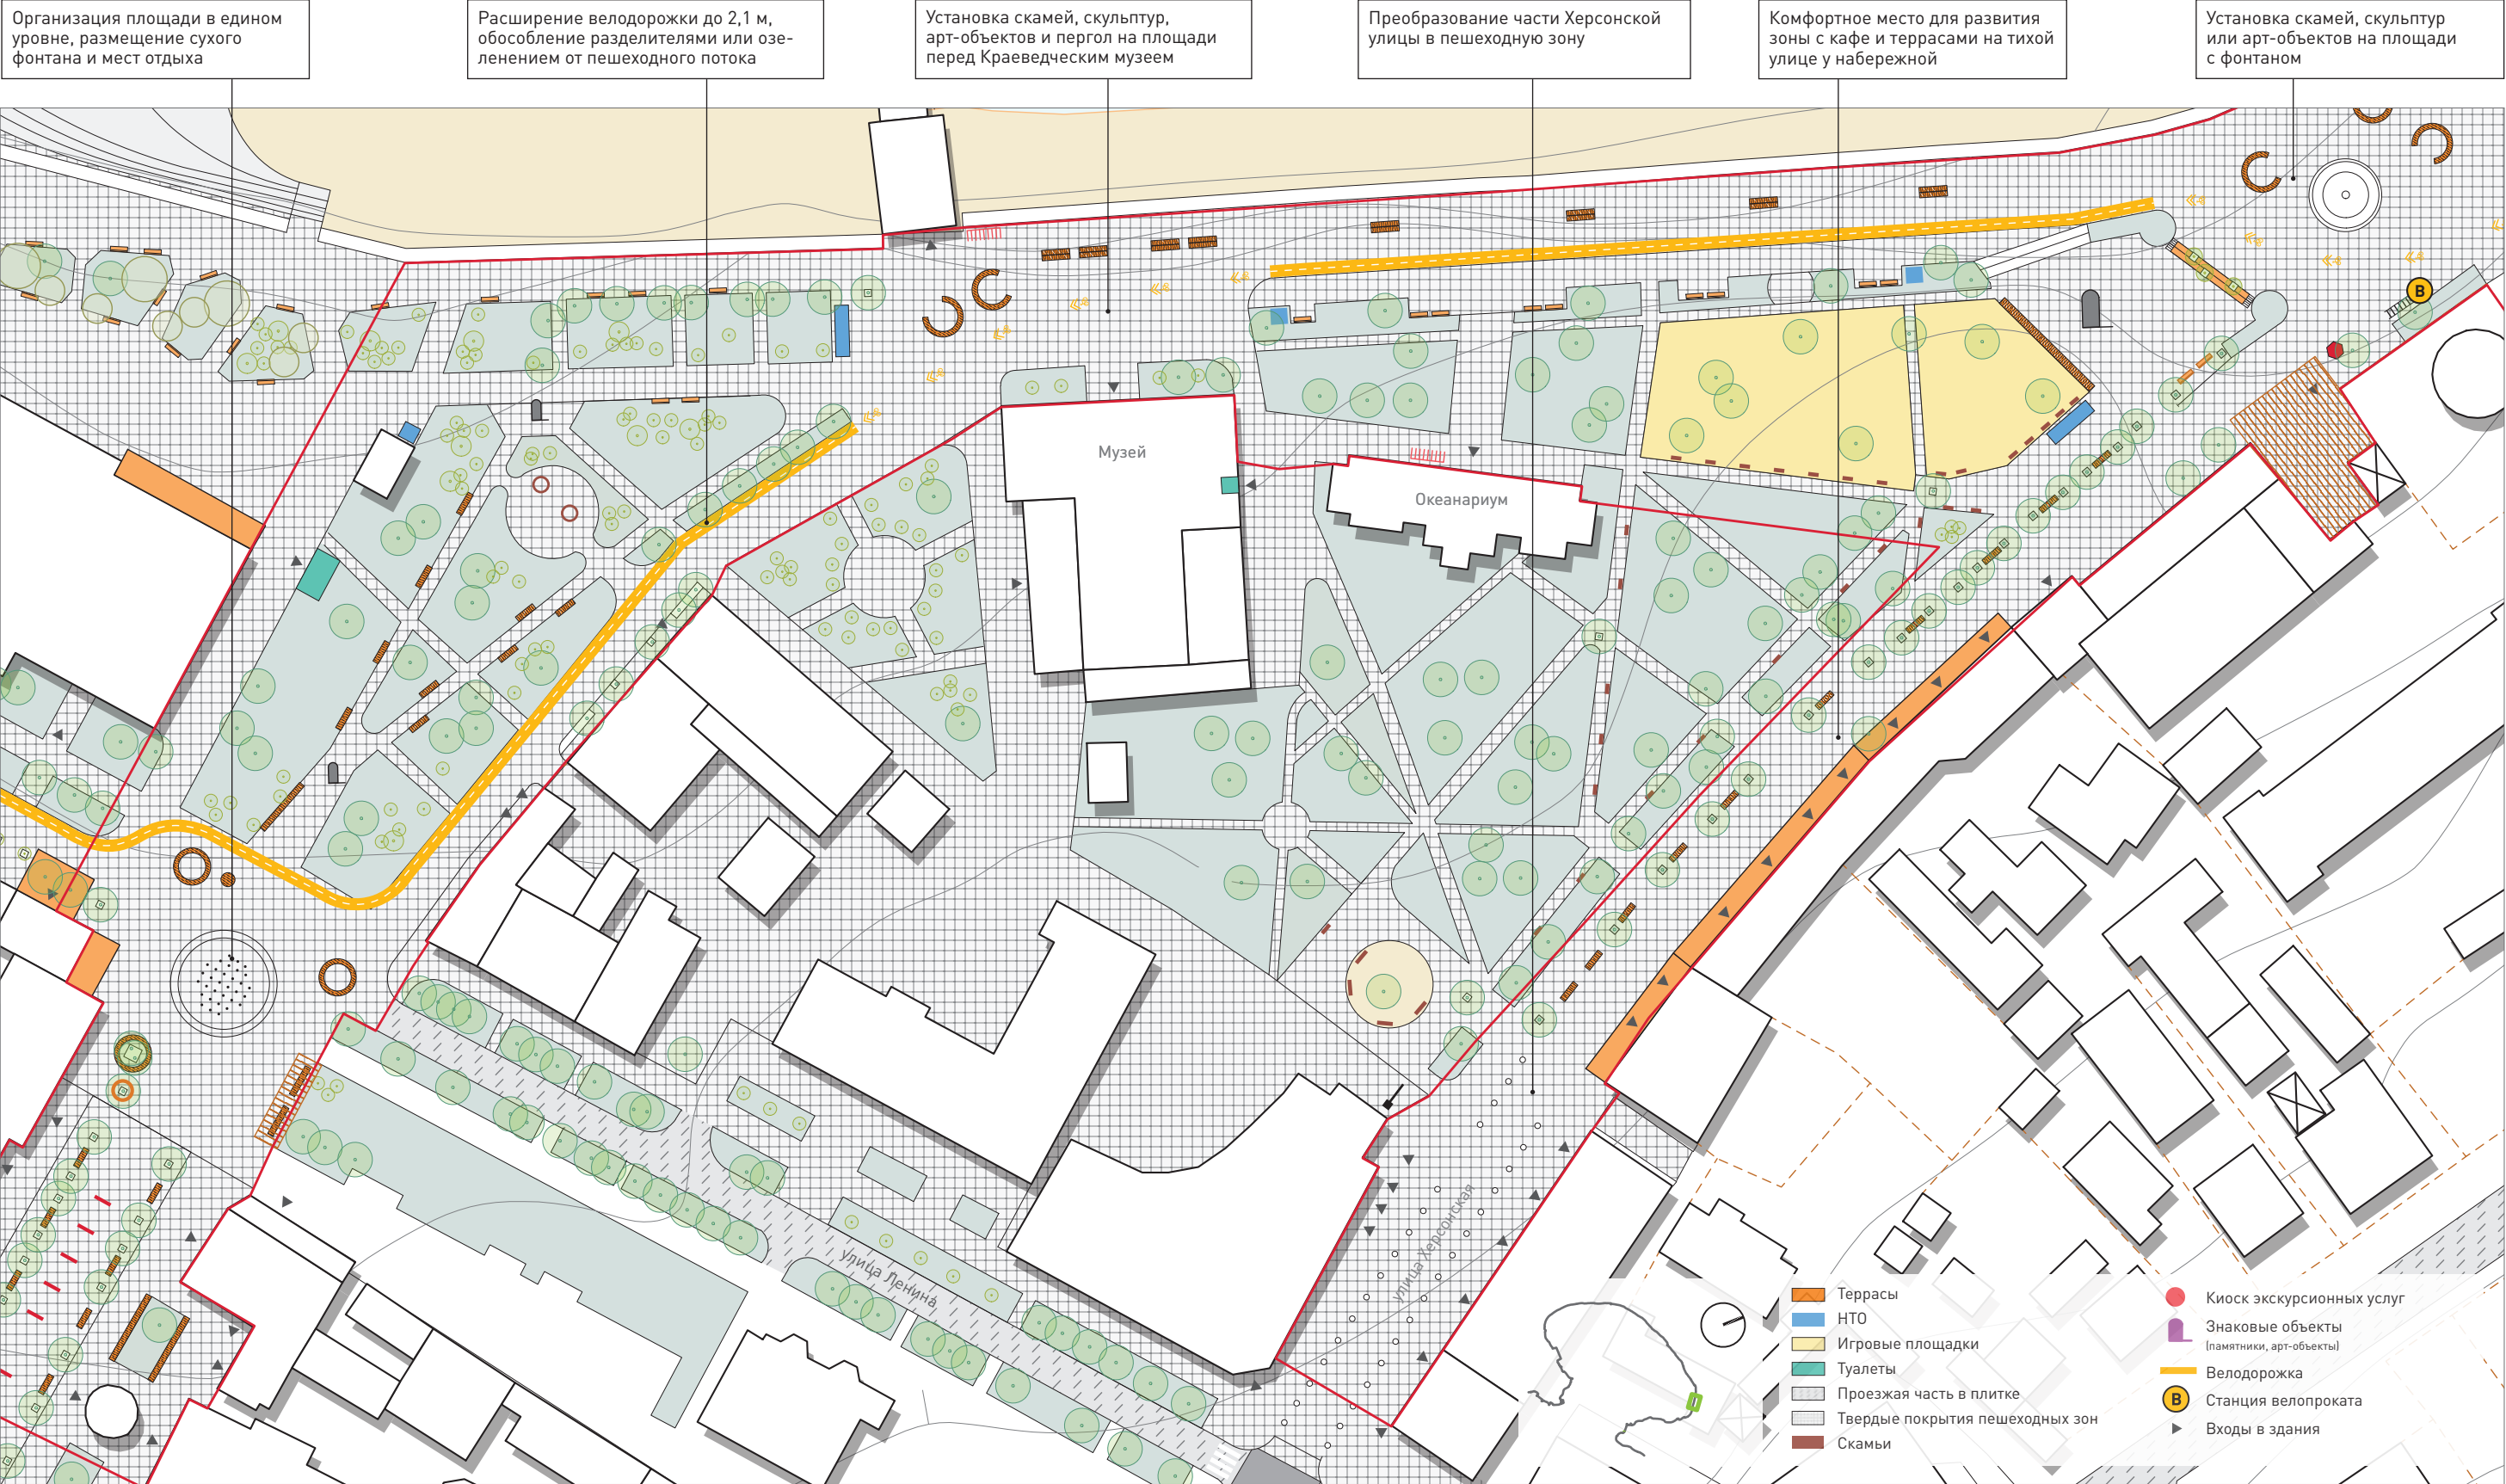 Организация площади в едином
уровне, размещение сухого
фонтана и мест отдыха
Расширение велодорожки до 2,1 м,
обособление разделителями или озе-
ленением от пешеходного потока
Установка скамей, скульптур,
арт-объектов и пергол на площади
перед Краеведческим музеем
Преобразование части Херсонской
улицы в пешеходную зону
Комфортное место для развития
зоны с кафе и террасами на тихой
улице у набережной
Установка скамей, скульптур
или арт-объектов на площади
с фонтаном
В
Музей
Океанариум
улица Херсонская
улица Ленина
Террасы
НТО
Игровые площадки
Туалеты
Проезжая часть в плитке
Твердые покрытия пешеходных зон
Скамьи
Киоск экскурсионных услуг
Знаковые объекты
(памятники, арт-объекты)
Велодорожка
В
Станция велопроката
Входы в здания